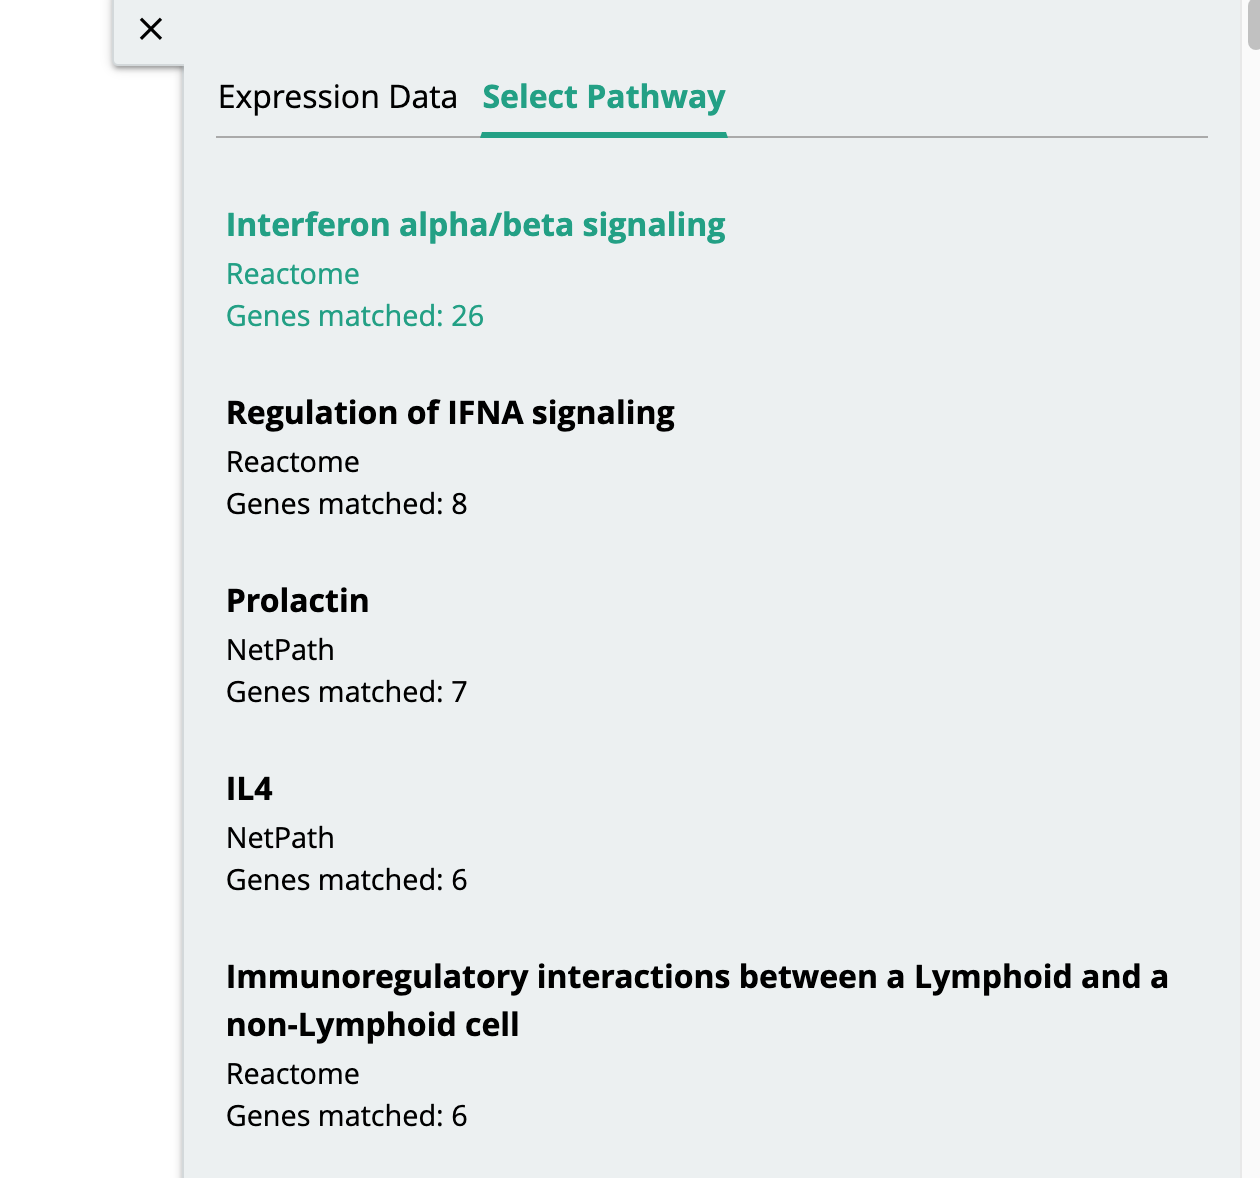 Expression Data Select Pathway
Interferon alpha/beta signaling
Reactome
Genes matched: 26
Regulation of IFNA signaling
Reactome
Genes matched: 8
Prolactin
NetPath
Genes matched: 7
IL4
NetPath
Genes matched: 6
Immunoregulatory interactions between a Lymphoid and a
non-Lymphoid cell
Reactome
Genes matched: 6